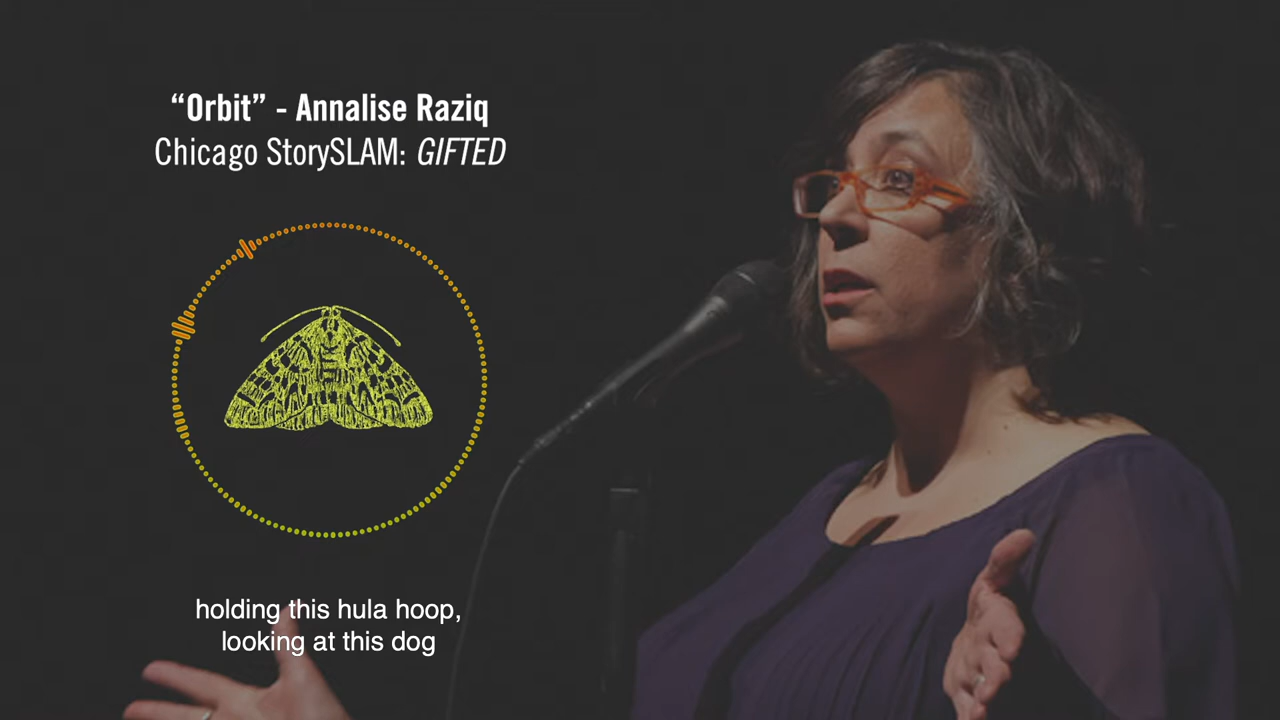 “Orbit” - Annalise Raziq
Chicago StorySLAM: GIFTED
holding this hula hoop,
looking at this dog